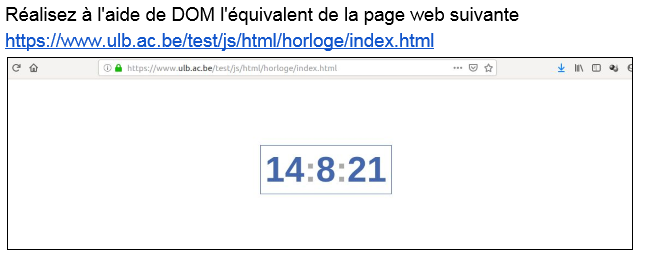 Réalisez à l'aide de DOM l'équivalent de la page web suivante
https://www.ulb.ac.be/test/js/html/horloge/index.html
https://www.ulb.ac.be/test/js/html/horloge/index.html
14:8:21